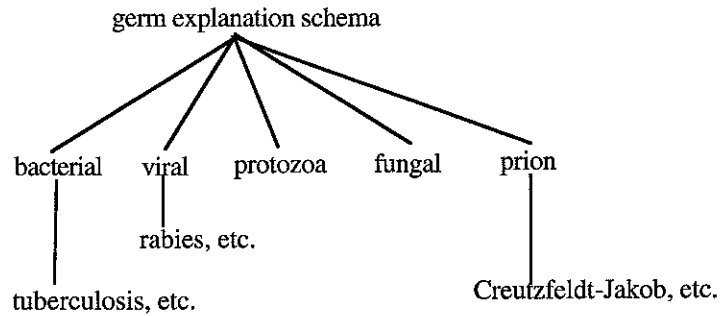 germ explanation schema
bacterial viral protozoa fungal prion
rabies, etc.
tuberculosis, etc. Creutzfeldt-Jakob, etc.